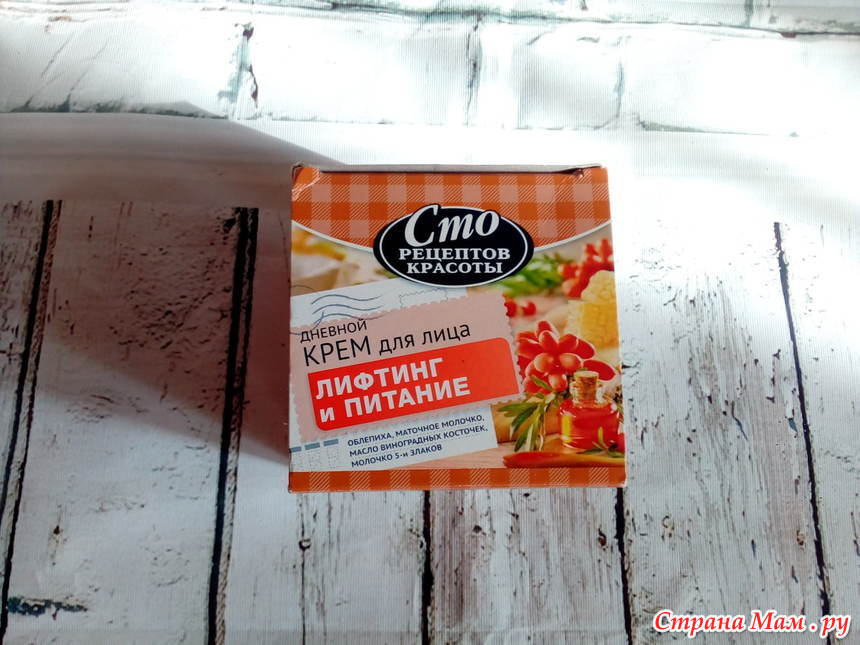 Сто
РЕЦЕПТОВ
КРАСОТЫ
ДНЕВНОЙ
КРЕМ для лица
ЛИФТИНГ
и ПИТАНИЕ
ОБЛЕПИХА, МАТОЧНОЕ МОЛОЧКО,
МАСЛО ВИНОГРАДНЫХ КОСТОЧЕК,
МОЛОЧКО 5-и ЗЛАКОВ
Страна Мам.ру